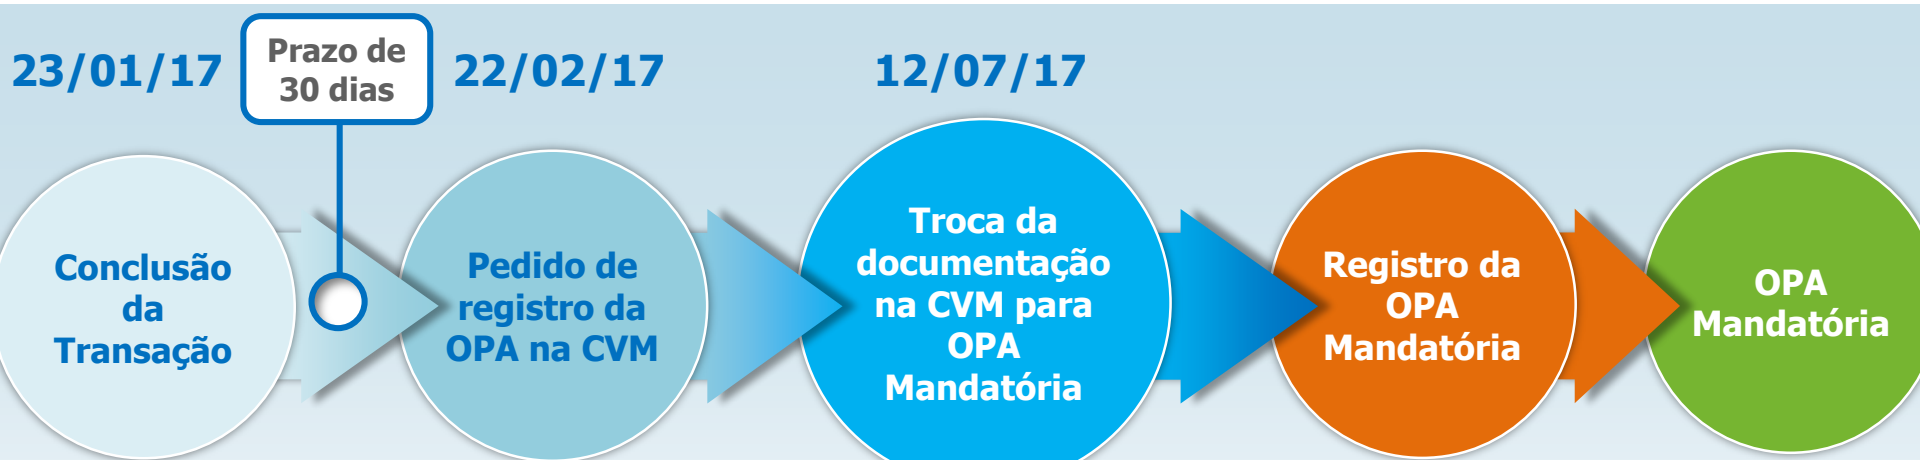 23/01/17
Prazo de
30 dias
22/02/17
12/07/17
Conclusão
da
Transação
Pedido de
registro da
OPA na CVM
Troca da
documentação
na CVM para
OPA
Mandatória
Registro da
OPA
Mandatória
OPA
Mandatória